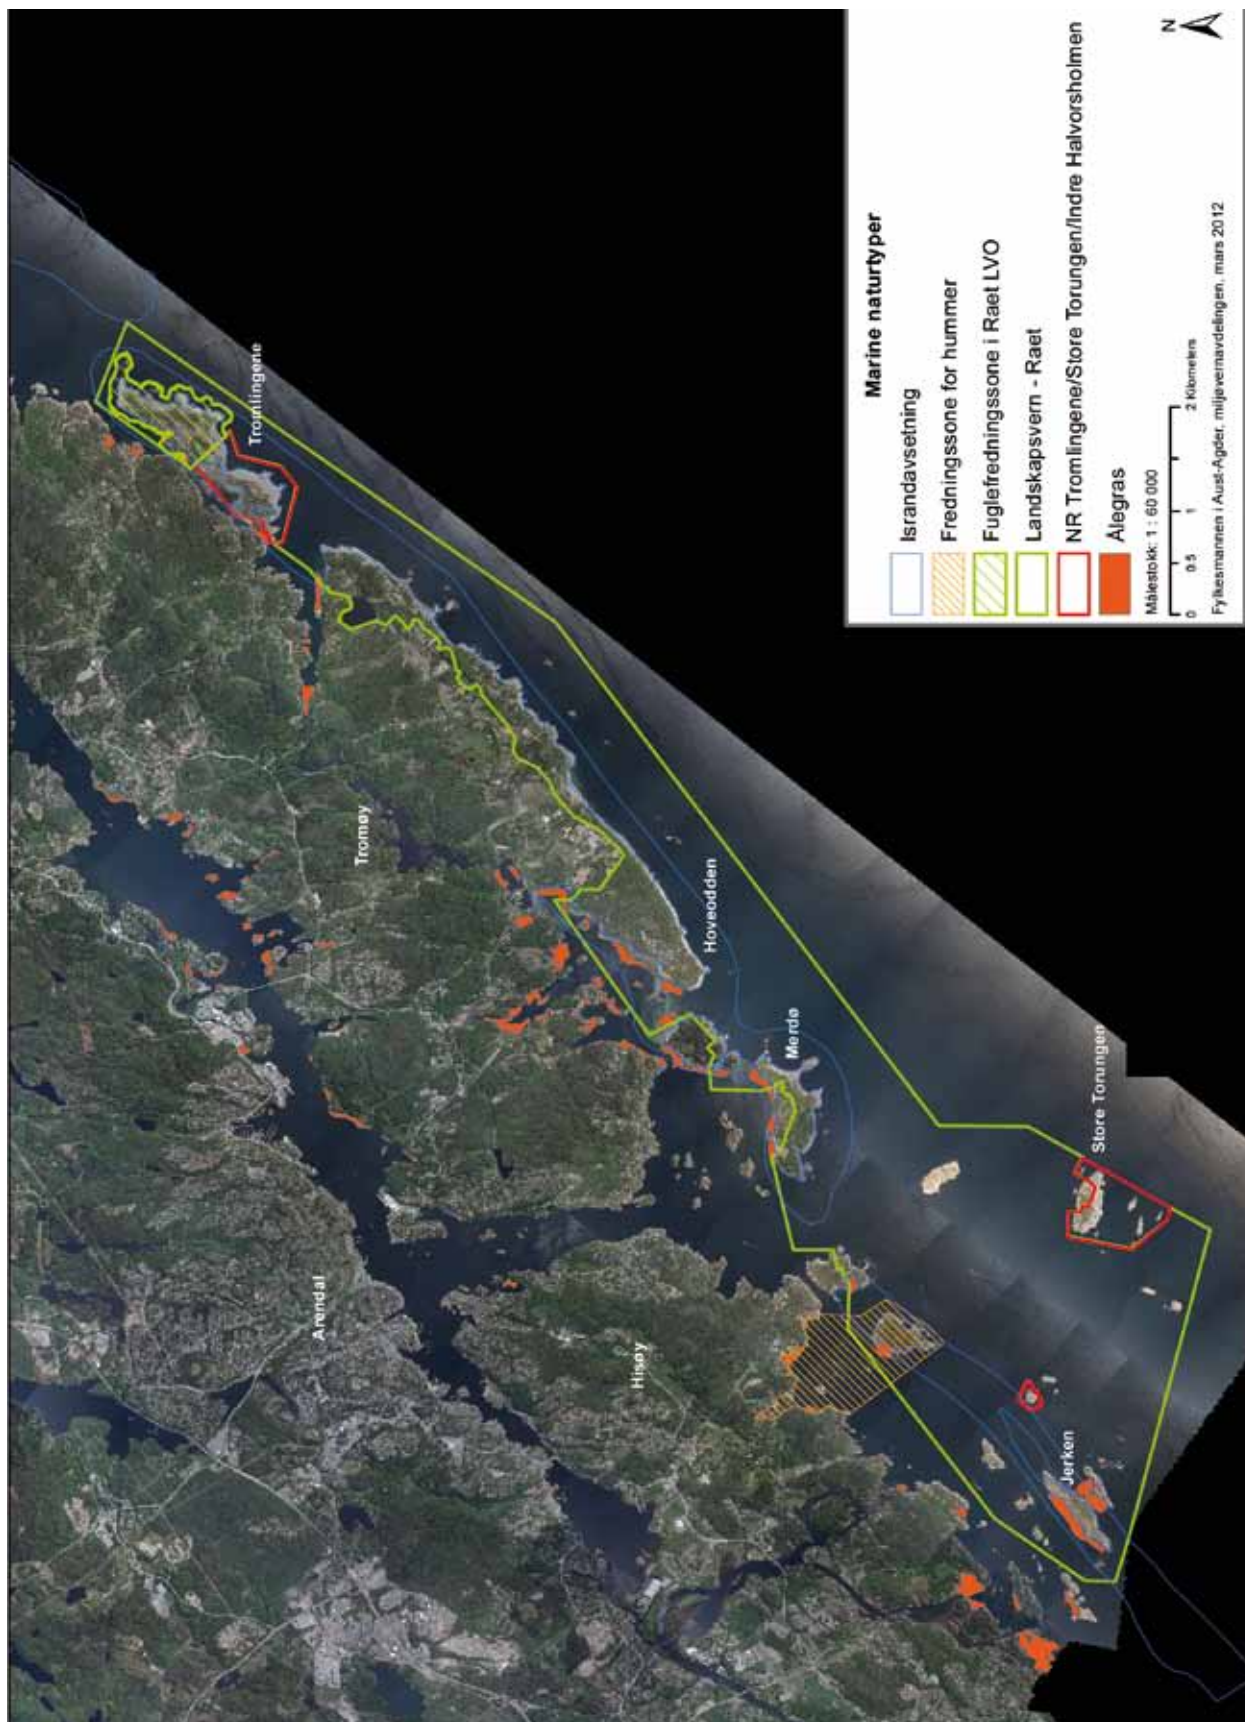 Tromlingene
Tromøy
Hoveodden
Merdø
Arendal
Hisøy
Store Torungen
Jerken
Marine naturtyper
Israndavsetning
Fredningssone for hummer
Fuglefredningssone i Raet LVO
Landskapsvern - Raet
NR Tromlingene/Store Torungen/Indre Halvorsholmen
Ålegras
Målestokk: 1 : 60 000
0 0.5 1 2 Kilometers
Fylkesmannen i Aust-Agder, miljøvernavdelingen, mars 2012
N